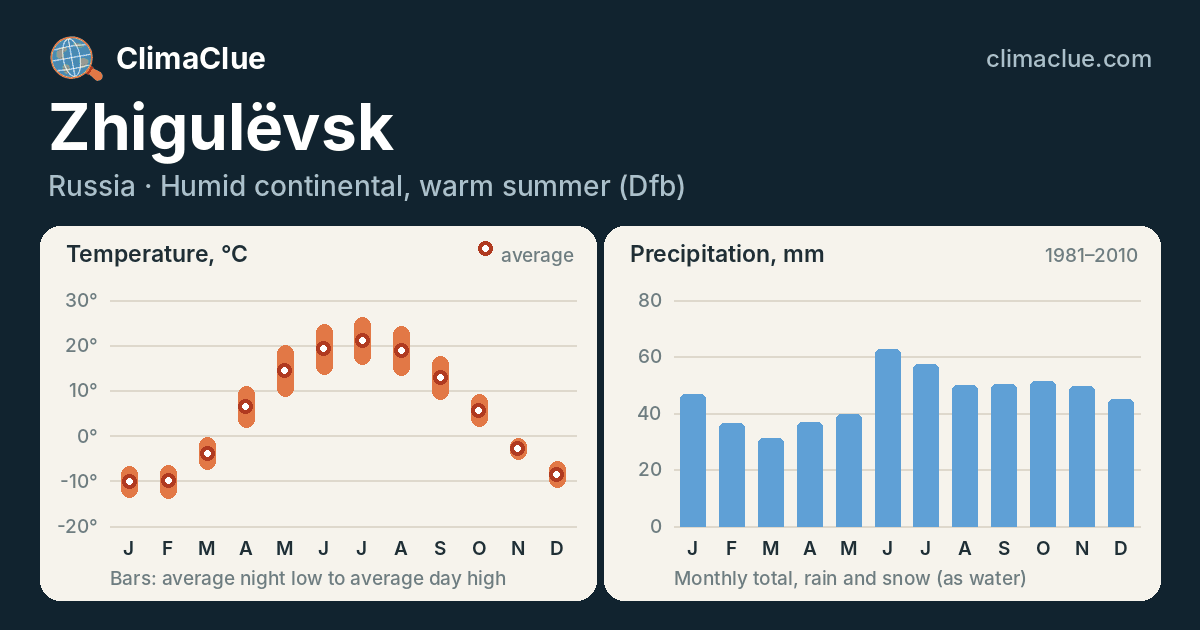 ClimaClue
climaclue.com
Zhigulëvsk
Russia · Humid continental, warm summer (Dfb)
Temperature, °C
average
30°
20°
10°
0°
-10°
-20°
J F M A M J J A S O N D
Bars: average night low to average day high
Precipitation, mm
1981–2010
80
60
40
20
0
J F M A M J J A S O N D
Monthly total, rain and snow (as water)